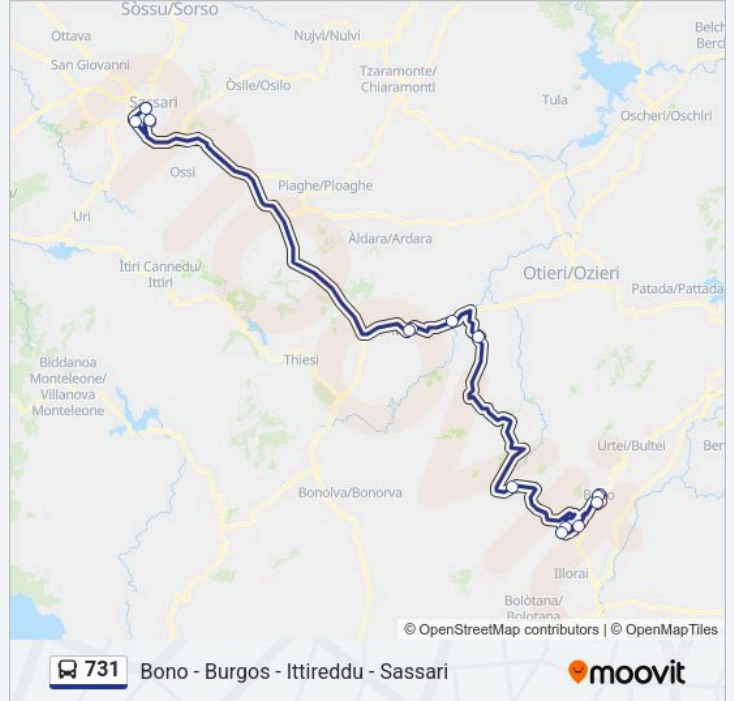 Sòssu/Sorso
Ottava
Nujvi/Nulvi
Belch
Berc
San Giovanni
Òsile/Osilo
Tzaramonte/
Chiaramonti
Tula
Sassari
Oscheri/Oschiri
Ossi
Piaghe/Ploaghe
Uri
Àldara/Ardara
Ìtiri Cannedu/
Ittiri
Otieri/Ozieri
Patada/Pattada
Biddanoa
Monteleone/
Villanova
Monteleone
Thiesi
Urtei/Bultei
Ber
Bonolva/Bonorva
Illorai
Bolòtana/
Bolotana
© OpenStreetMap contributors | © OpenMapTiles
731 Bono - Burgos - Ittireddu - Sassari
moovit